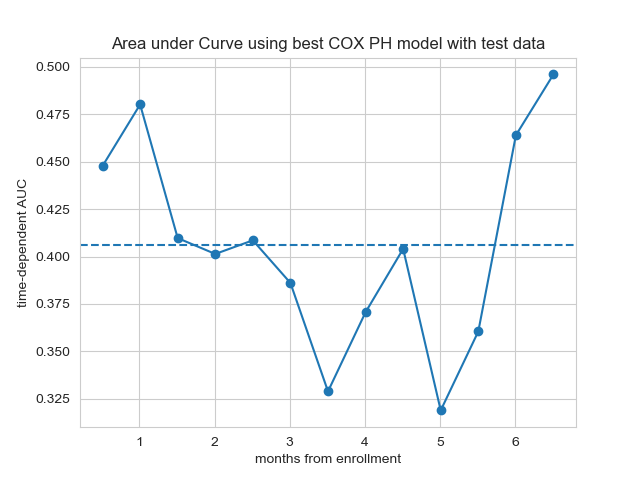 Area under Curve using best COX PH model with test data
0.500
0.475
0.450
0.425
0.400
0.375
0.350
0.325
time-dependent AUC
1 2 3 4 5 6
months from enrollment